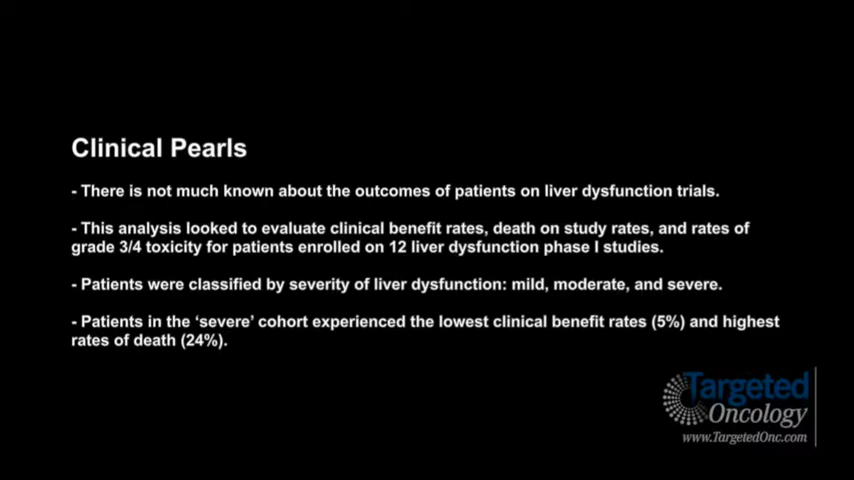 Clinical Pearls
- There is not much known about the outcomes of patients on liver dysfunction trials.
- This analysis looked to evaluate clinical benefit rates, death on study rates, and rates of
grade 3/4 toxicity for patients enrolled on 12 liver dysfunction phase I studies.
- Patients were classified by severity of liver dysfunction: mild, moderate, and severe.
- Patients in the ‘severe’ cohort experienced the lowest clinical benefit rates (5%) and highest
rates of death (24%).
Targeted
Oncology
www.TargetedOnc.com